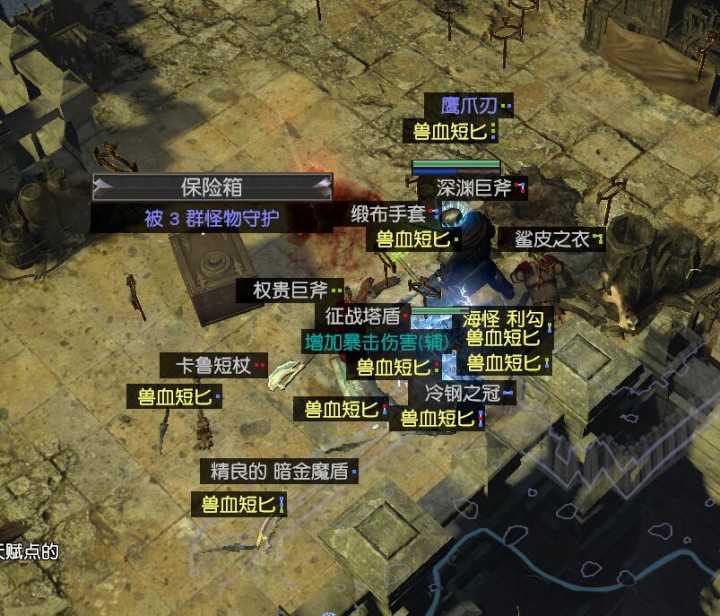 鹰爪刃
兽血短匕
保险箱
被 3 群怪物守护
深渊巨斧
缎布手套
兽血短匕
鲨皮之衣
权贵巨斧
征战塔盾
海怪 利勾
增加暴击伤害(辅)
兽血短匕
卡鲁短杖
兽血短匕
兽血短匕
兽血短匕
冷钢之冠
兽血短匕
兽血短匕
精良的 暗金魔盾
兽血短匕
天赋点的